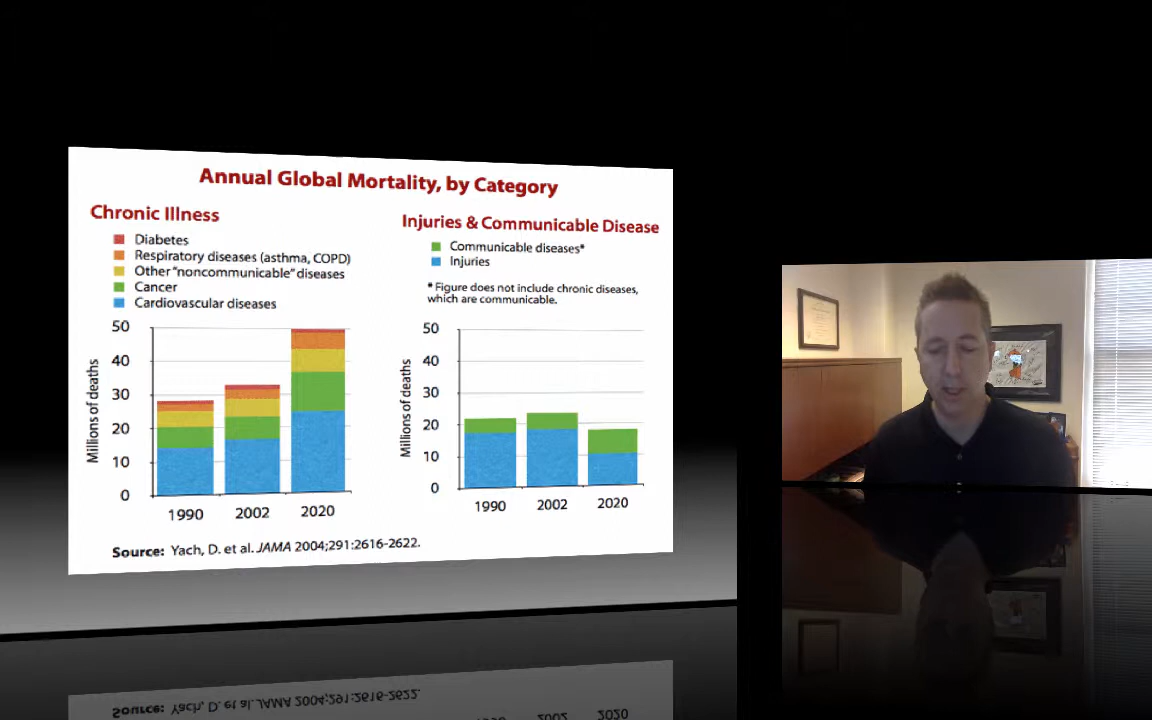 Annual Global Mortality, by Category
Chronic Illness
Diabetes
Respiratory diseases (asthma, COPD)
Other "noncommunicable" diseases
Cancer
Cardiovascular diseases
50
40
30
20
10
0
Millions of deaths
1990 2002 2020
Injuries & Communicable Disease
Communicable diseases*
Injuries
* Figure does not include chronic diseases,
which are communicable.
50
40
30
20
10
0
Millions of deaths
1990 2002 2020
Source: Yach, D. et al. JAMA 2004;291:2616-2622.